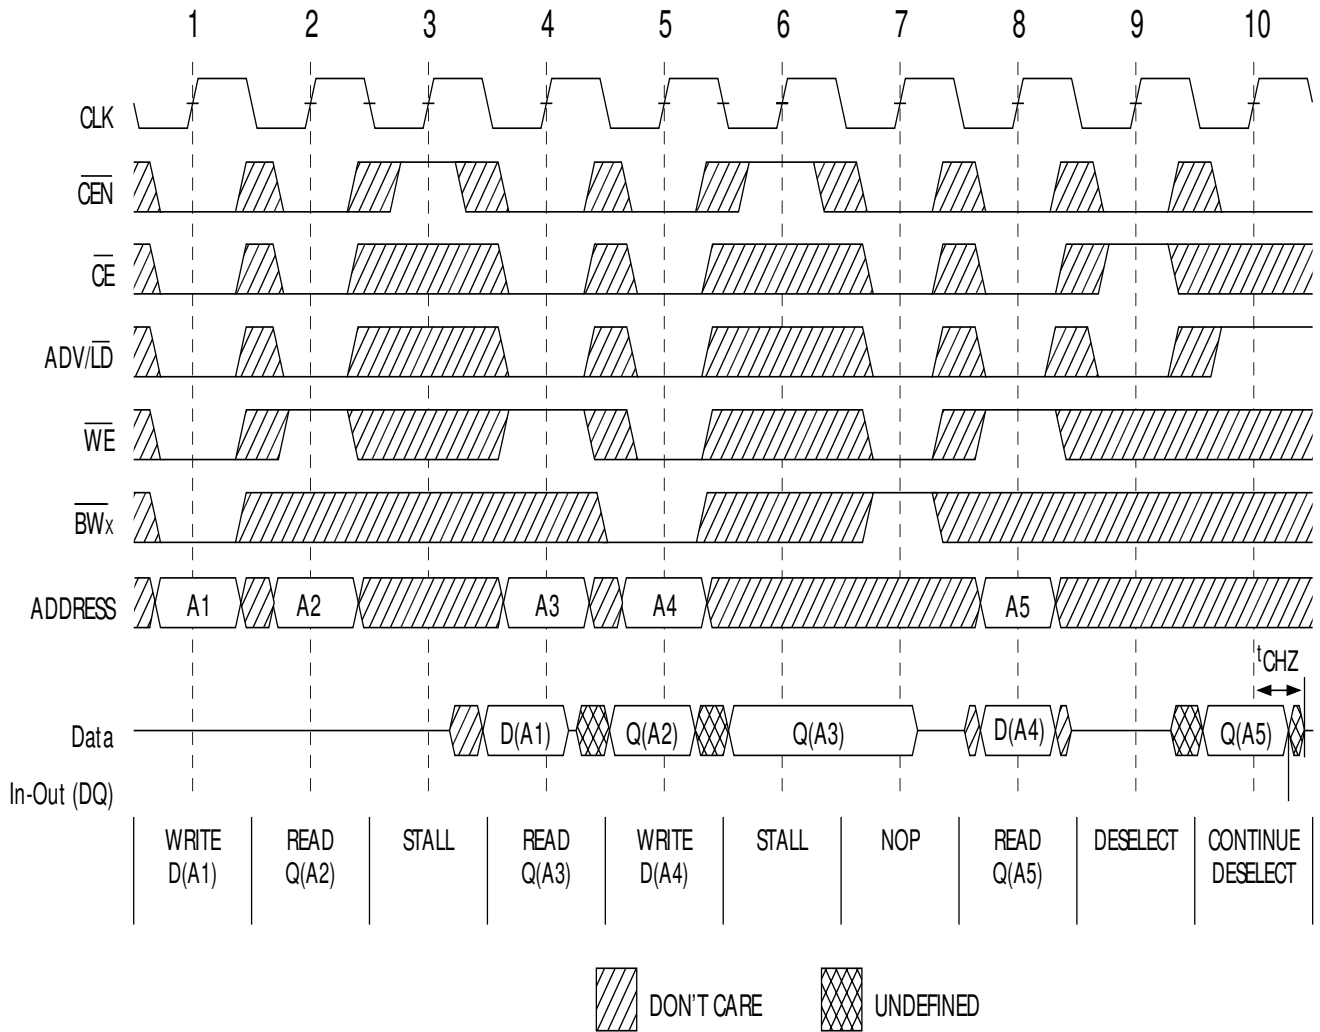 1 2 3 4 5 6 7 8 9 10
CLK
CEN
CE
ADV/LD
WE
BWx
ADDRESS A1 A2 A3 A4 A5
tCHZ
Data D(A1) Q(A2) Q(A3) D(A4) Q(A5)
In-Out (DQ)
WRITE READ STALL READ WRITE STALL NOP READ DESELECT CONTINUE
D(A1) Q(A2) Q(A3) D(A4) Q(A5) DESELECT
DON'T CARE UNDEFINED